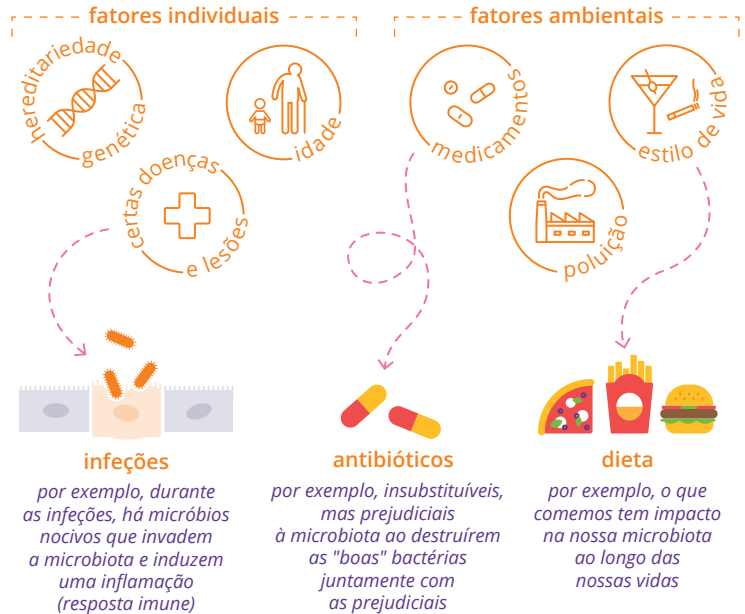 fatores individuais
fatores ambientais
hereditariedade
genética
idade
certas doenças
e lesões
medicamentos
poluição
estilo de vida
infeções
por exemplo, durante
as infeções, há micróbios
nocivos que invadem
a microbiota e induzem
uma inflamação
(resposta imune)
antibióticos
por exemplo, insubstituíveis,
mas prejudiciais
à microbiota ao destruírem
as "boas" bactérias
juntamente com
as prejudiciais
dieta
por exemplo, o que
comemos tem impacto
na nossa microbiota
ao longo das
nossas vidas